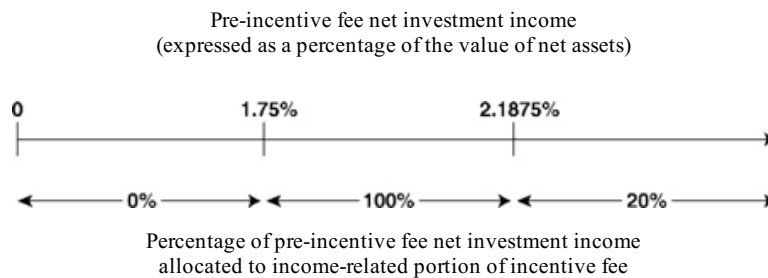 Pre-incentive fee net investment income
(expressed as a percentage of the value of net assets)
0 1.75% 2.1875%
0% 100% 20%
Percentage of pre-incentive fee net investment income
allocated to income-related portion of incentive fee